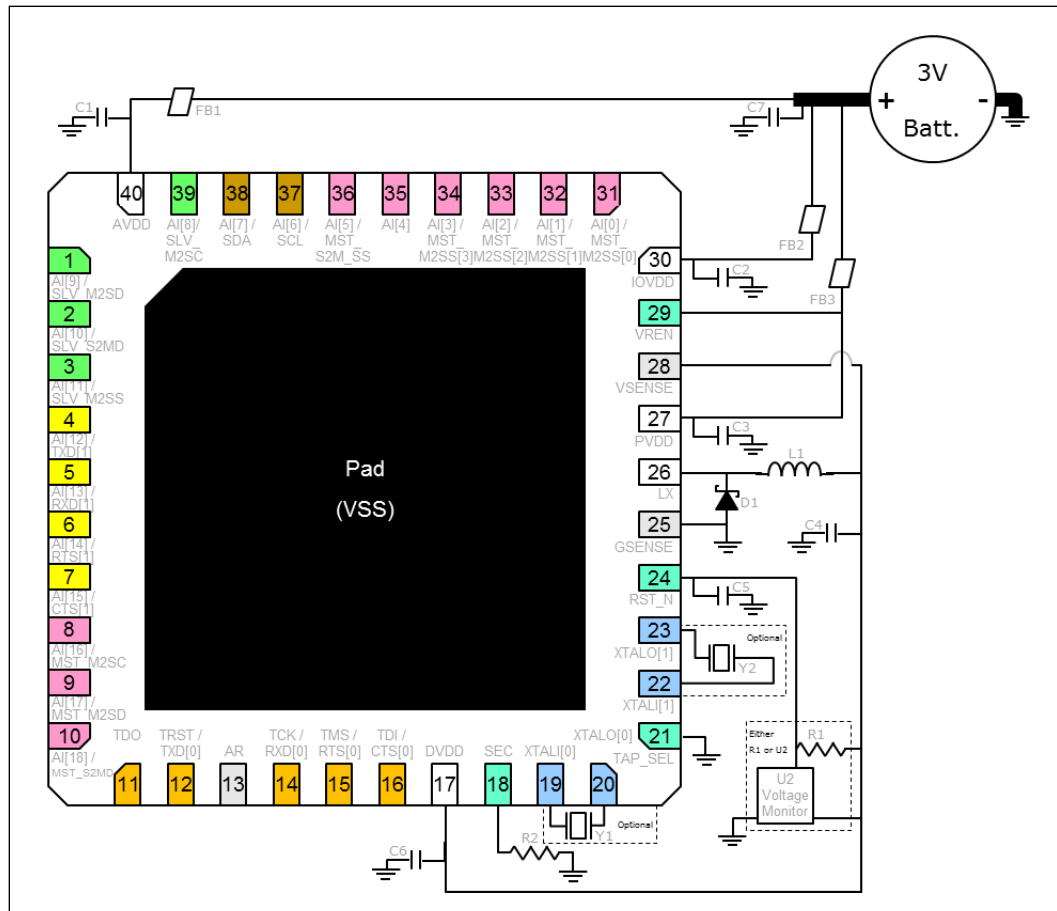 3V
+ -
Batt.
C1
FB1
C7
FB2
FB3
40 39 38 37 36 35 34 33 32 31
AVDD
AI[8]/
SLV_
M2SC
AI[7] /
SDA
AI[6] /
SCL
AI[5] /
MST_
S2M_SS
AI[4]
AI[3] /
MST_
M2SS[3]
AI[2] /
MST_
M2SS[2]
AI[1] /
MST_
M2SS[1]
AI[0] /
MST_
M2SS[0]
1
AI[9] /
SLV_M2SD
2
AI[10] /
SLV_S2MD
3
AI[11] /
SLV_M2SS
4
AI[12] /
TXD[1]
5
AI[13] /
RXD[1]
6
AI[14] /
RTS[1]
7
AI[15] /
CTS[1]
8
AI[16] /
MST_M2SC
9
AI[17] /
MST_M2SD
10
AI[18] /
MST_S2MD
Pad
(VSS)
30
IOVDD
C2
29
VREN
28
VSENSE
27
PVDD
C3
26
LX
L1
D1
25
GSENSE
C4
24
RST_N
C5
23
XTALO[1]
Optional
Y2
22
XTALI[1]
21
TAP_SEL
Either
R1 or U2
R1
U2
Voltage
Monitor
TDO
TRST /
TXD[0]
AR
TCK /
RXD[0]
TMS /
RTS[0]
TDI /
CTS[0]
DVDD
SEC
XTALI[0]
XTALO[0]
11 12 13 14 15 16 17 18 19 20
Y1
Optional
R2
C6